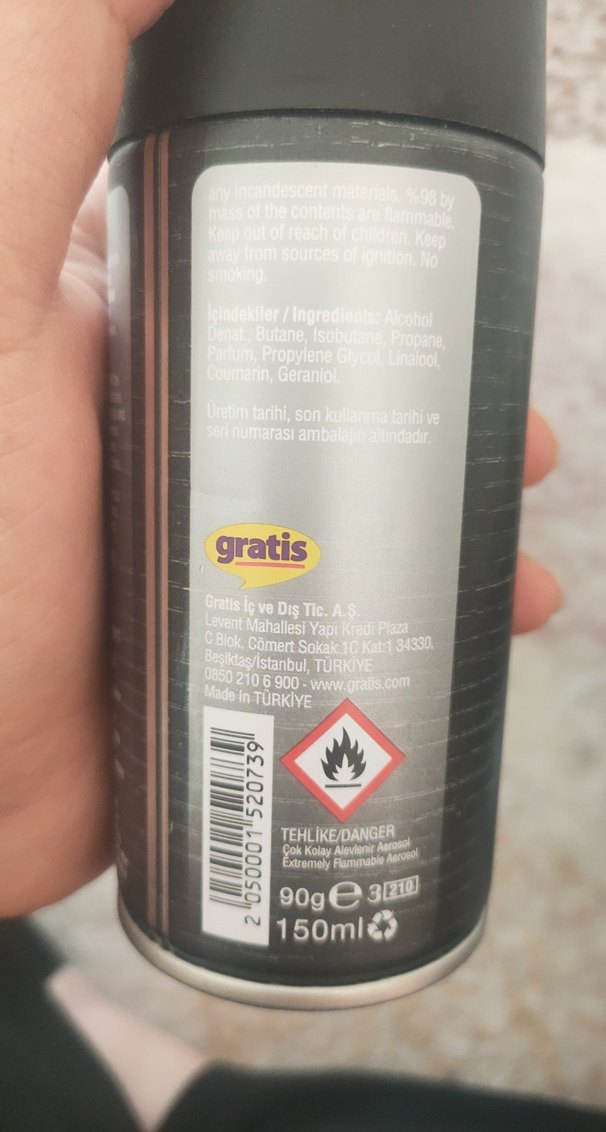 any incandescent materials. %98 by
mass of the contents are flammable.
Keep out of reach of children. Keep
away from sources of ignition. No
smoking.
İçindekiler / Ingredients: Alcohol
Denat., Butane, Isobutane, Propane,
Parfum, Propylene Glycol, Linalool,
Coumarin, Geraniol.
Üretim tarihi, son kullanma tarihi ve
seri numarası ambalajın altındadır.
gratis
Gratis İç ve Dış Tic. A.Ş.
Levent Mahallesi Yapı Kredi Plaza
C Blok, Cömert Sokak 1C Kat:1 34330,
Beşiktaş/İstanbul, TÜRKİYE
0850 210 6 900 - www.gratis.com
Made in TÜRKİYE
2 050001 520739
TEHLİKE/DANGER
Çok Kolay Alevlenir Aerosol
Extremely Flammable Aerosol
90g e 3 210
150ml